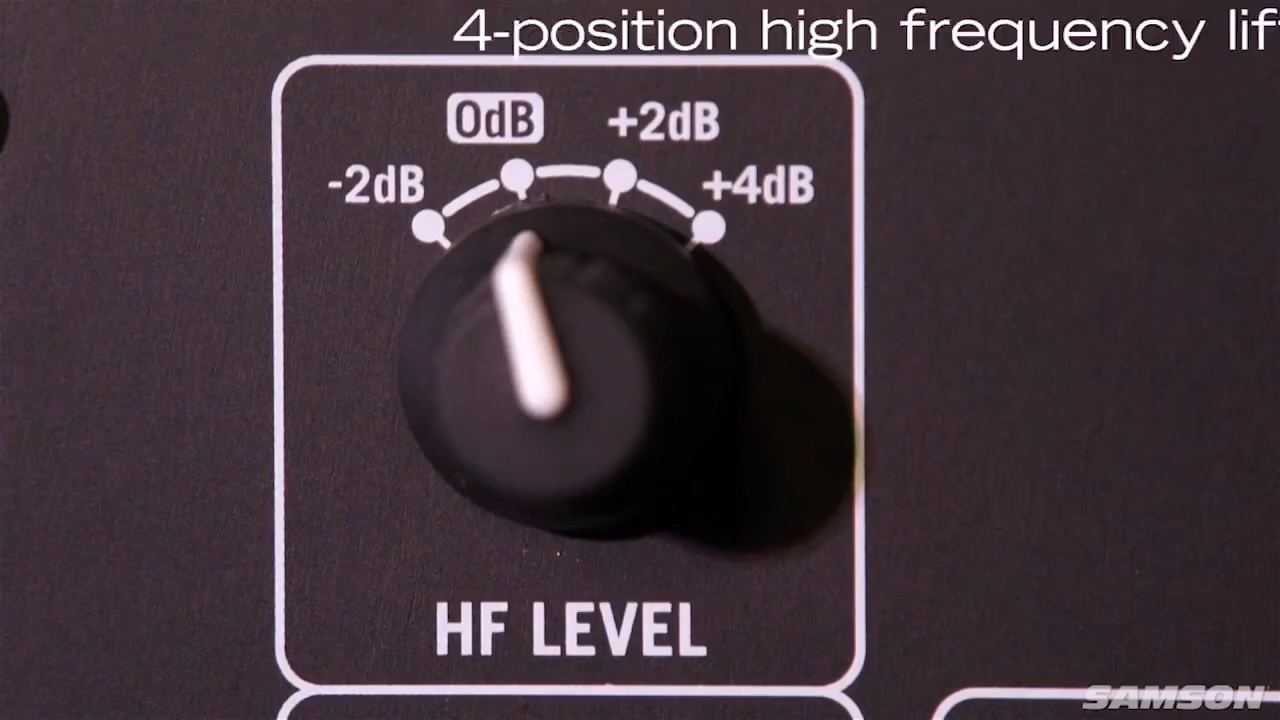 4-position high frequency lif
0dB
+2dB
-2dB
+4dB
HF LEVEL
SAMSON